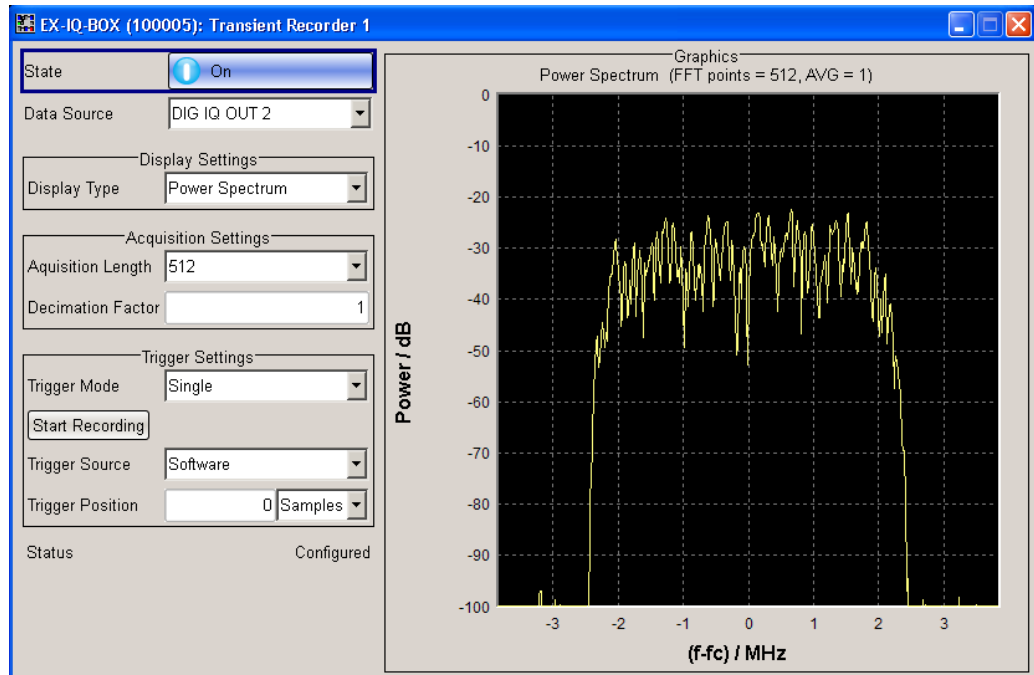 EX-IQ-BOX (100005): Transient Recorder 1
State On
Data Source DIG IQ OUT 2
Display Settings
Display Type Power Spectrum
Acquisition Settings
Aquisition Length 512
Decimation Factor 1
Trigger Settings
Trigger Mode Single
Start Recording
Trigger Source Software
Trigger Position 0 Samples
Status Configured
Graphics
Power Spectrum (FFT points = 512, AVG = 1)
Power / dB
0
-10
-20
-30
-40
-50
-60
-70
-80
-90
-100
-3 -2 -1 0 1 2 3
(f-fc) / MHz